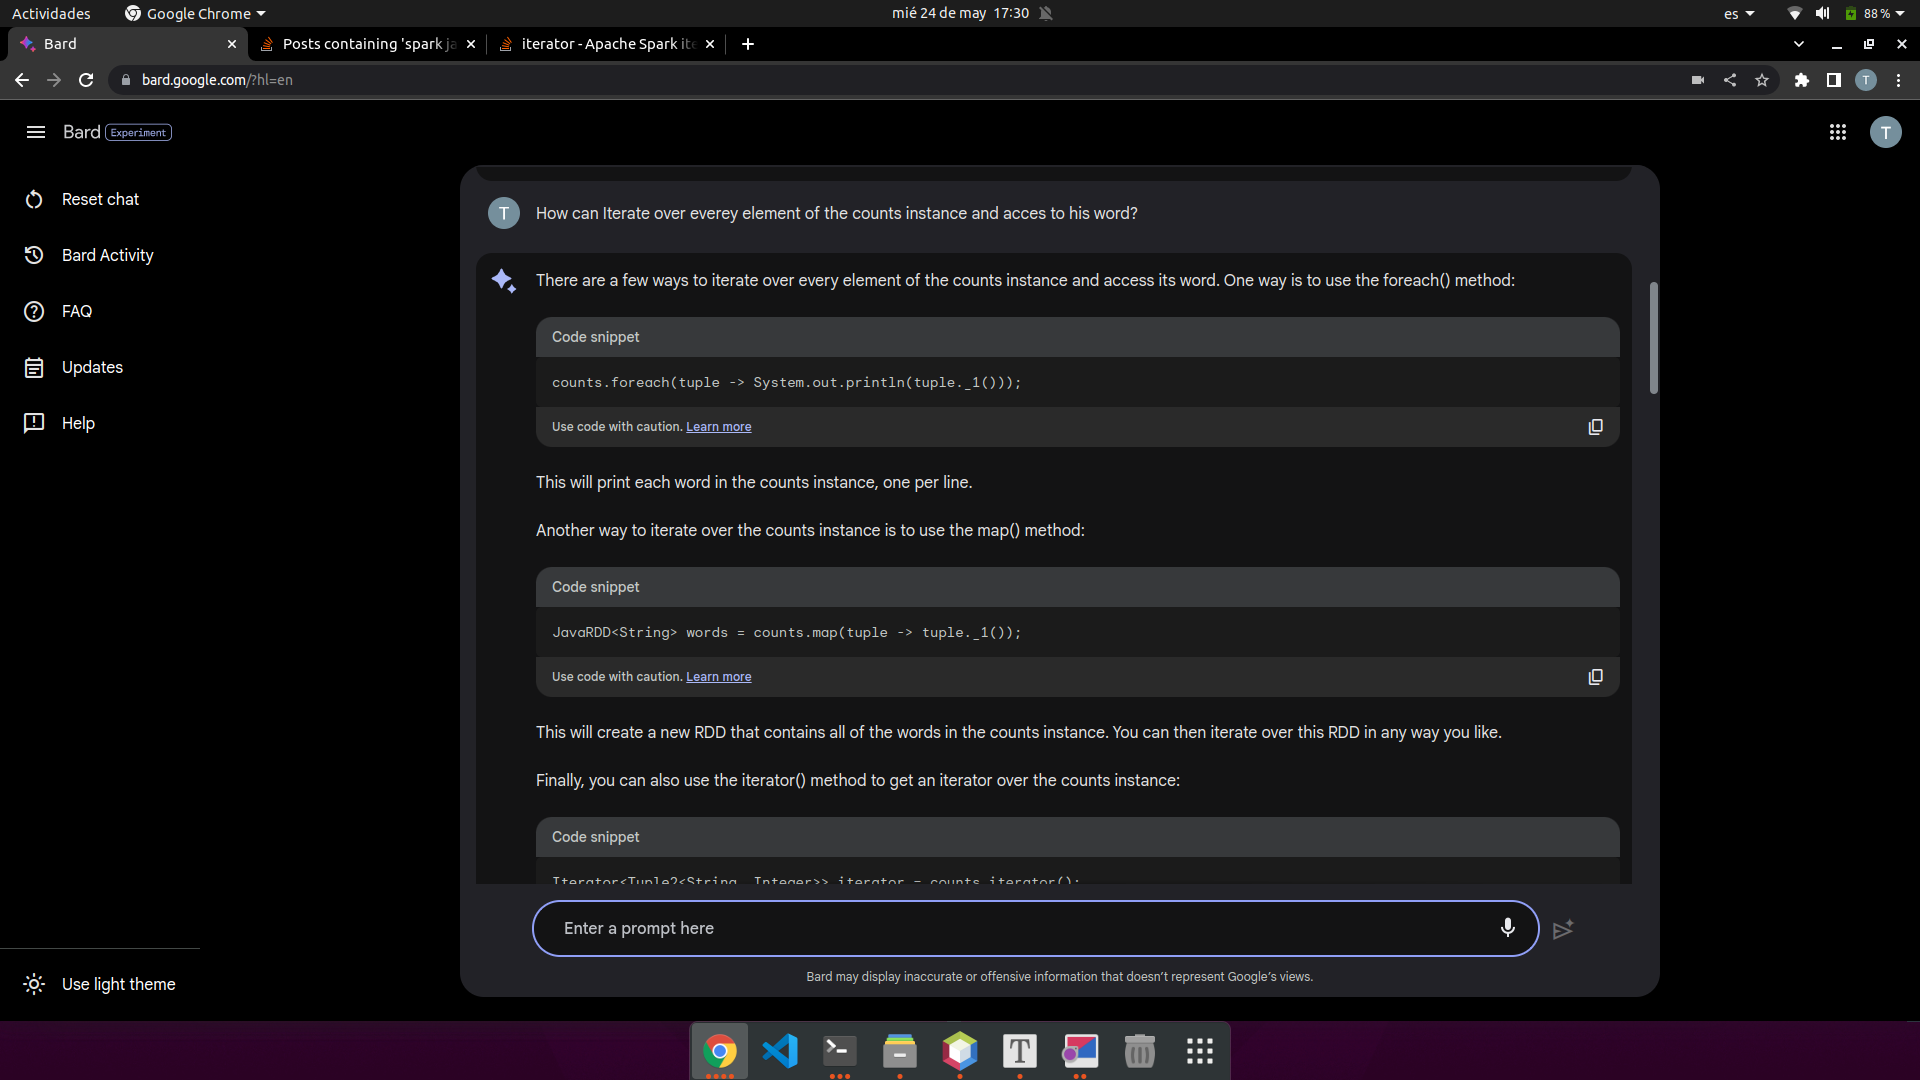 Actividades
Google Chrome
mié 24 de may 17:30
es
88 %
Bard
Posts containing 'spark ja
iterator - Apache Spark ite
bard.google.com/?hl=en
T
Bard Experiment
T
Reset chat
Bard Activity
FAQ
Updates
Help
T
How can Iterate over everey element of the counts instance and acces to his word?
There are a few ways to iterate over every element of the counts instance and access its word. One way is to use the foreach() method:
Code snippet
counts.foreach(tuple -> System.out.println(tuple._1()));
Use code with caution. Learn more
This will print each word in the counts instance, one per line.
Another way to iterate over the counts instance is to use the map() method:
Code snippet
JavaRDD<String> words = counts.map(tuple -> tuple._1());
Use code with caution. Learn more
This will create a new RDD that contains all of the words in the counts instance. You can then iterate over this RDD in any way you like.
Finally, you can also use the iterator() method to get an iterator over the counts instance:
Code snippet
Iterator<Tuple2<String, Integer>> iterator = counts.iterator();
Enter a prompt here
Bard may display inaccurate or offensive information that doesn't represent Google's views.
Use light theme